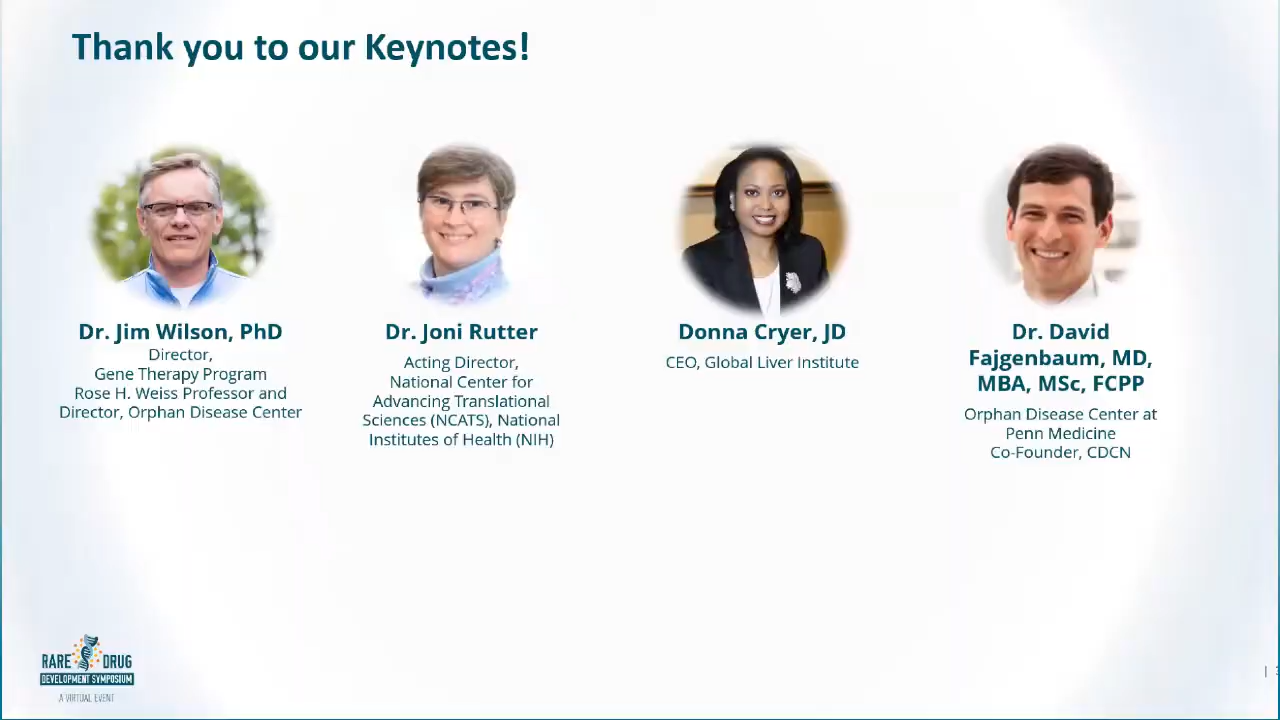 Thank you to our Keynotes!
Dr. Jim Wilson, PhD
Director,
Gene Therapy Program
Rose H. Weiss Professor and
Director, Orphan Disease Center
Dr. Joni Rutter
Acting Director,
National Center for
Advancing Translational
Sciences (NCATS), National
Institutes of Health (NIH)
Donna Cryer, JD
CEO, Global Liver Institute
Dr. David
Fajgenbaum, MD,
MBA, MSc, FCPP
Orphan Disease Center at
Penn Medicine
Co-Founder, CDCN
RARE DRUG
DEVELOPMENT SYMPOSIUM
A VIRTUAL EVENT